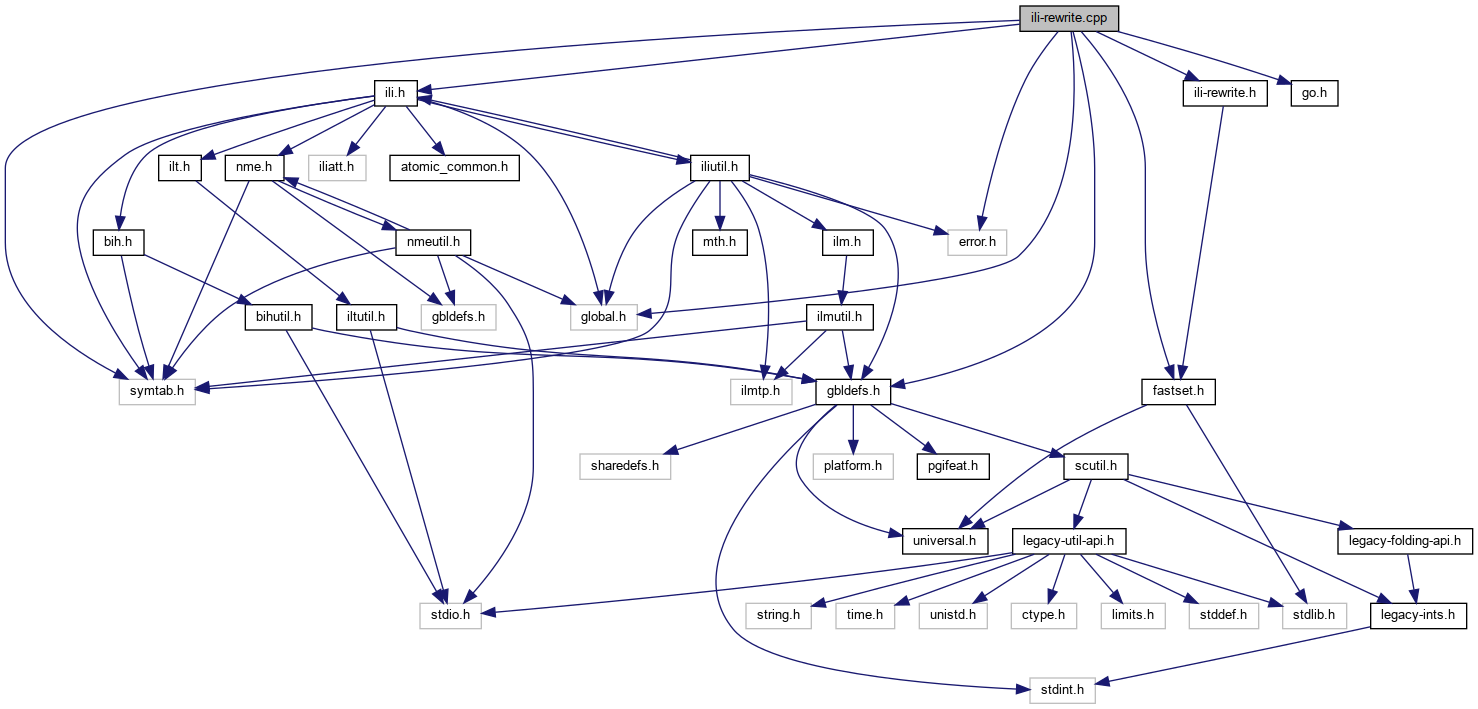 ili-rewrite.cpp
ili.h
ili-rewrite.h
go.h
ilt.h
nme.h
iliatt.h
atomic_common.h
iliutil.h
bih.h
nmeutil.h
mth.h
ilm.h
error.h
bihutil.h
iltutil.h
gbldefs.h
global.h
ilmutil.h
symtab.h
ilmtp.h
gbldefs.h
fastset.h
sharedefs.h
platform.h
pgifeat.h
scutil.h
universal.h
legacy-util-api.h
legacy-folding-api.h
stdio.h
string.h
time.h
unistd.h
ctype.h
limits.h
stddef.h
stdlib.h
legacy-ints.h
stdint.h